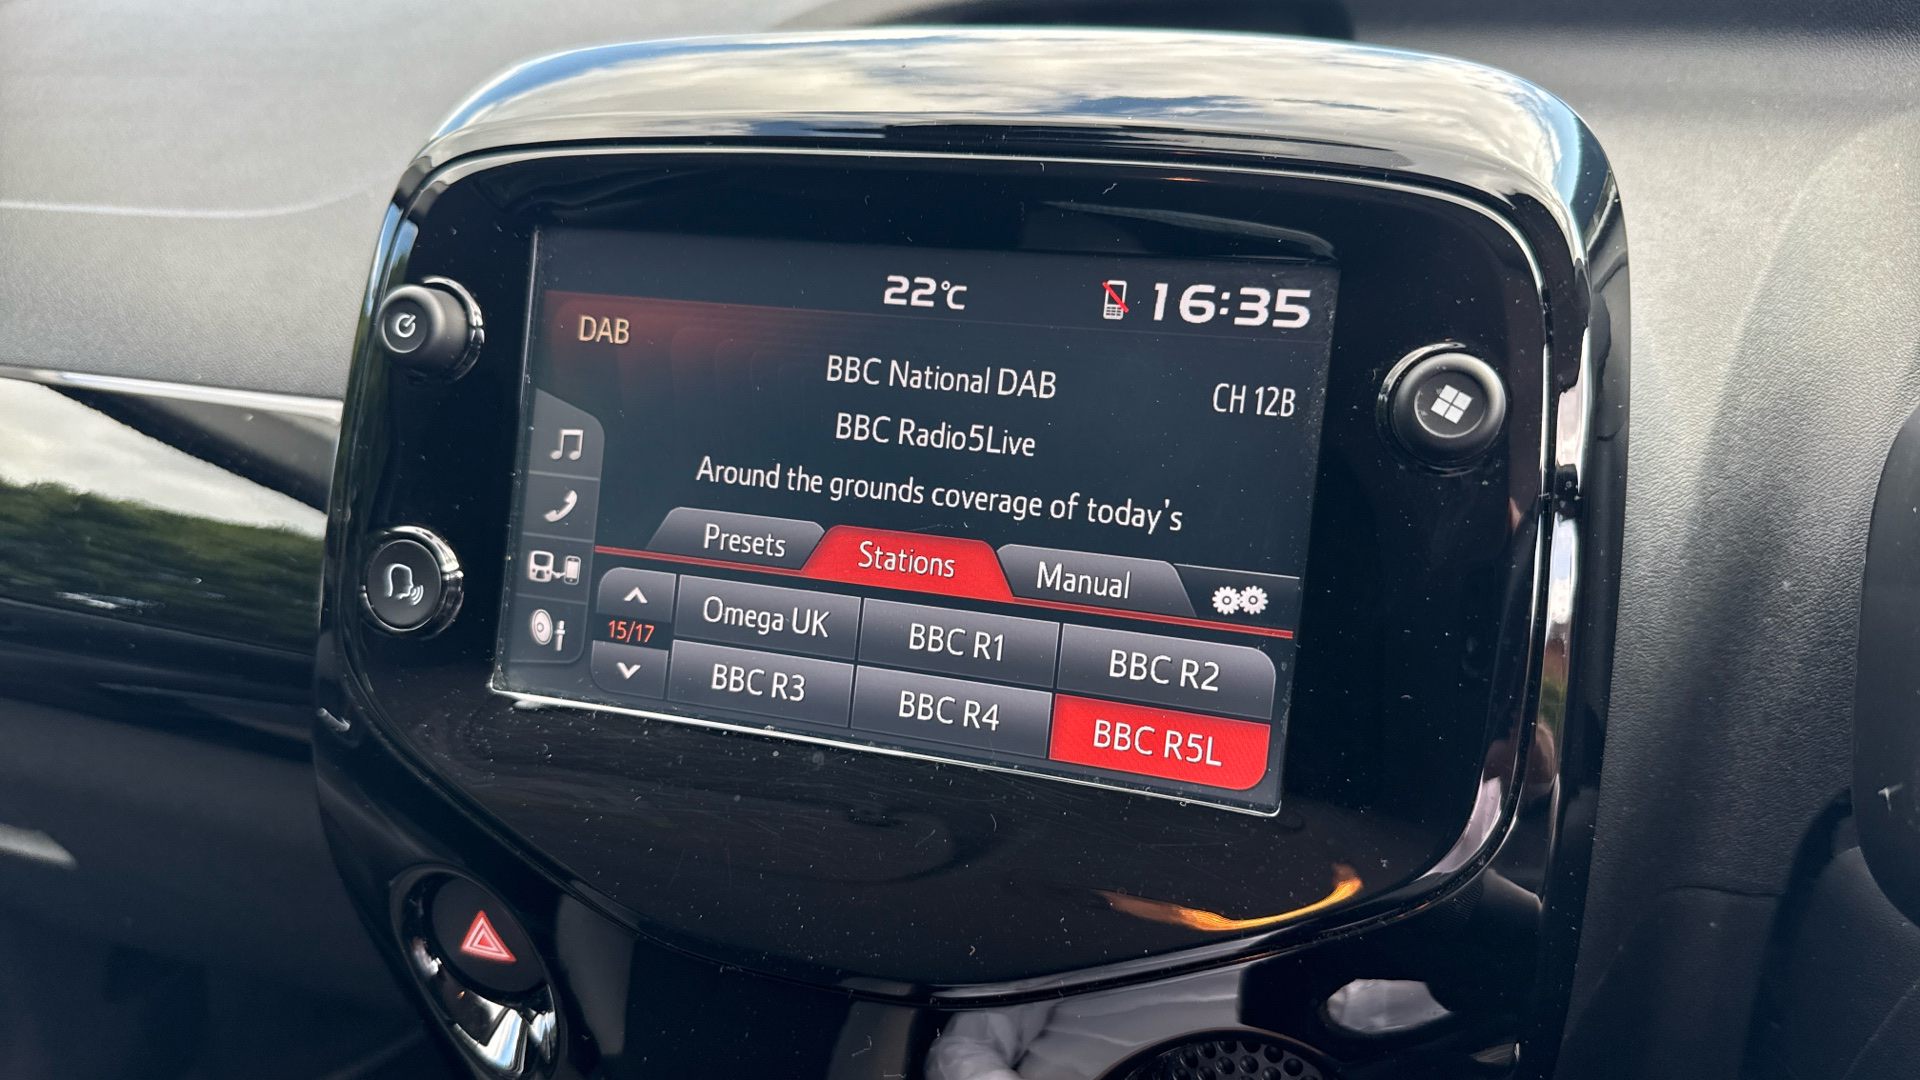 22°C 16:35
DAB
BBC National DAB CH 12B
BBC Radio5Live
Around the grounds coverage of today's
Presets Stations Manual
15/17
Omega UK BBC R1 BBC R2
BBC R3 BBC R4 BBC R5L